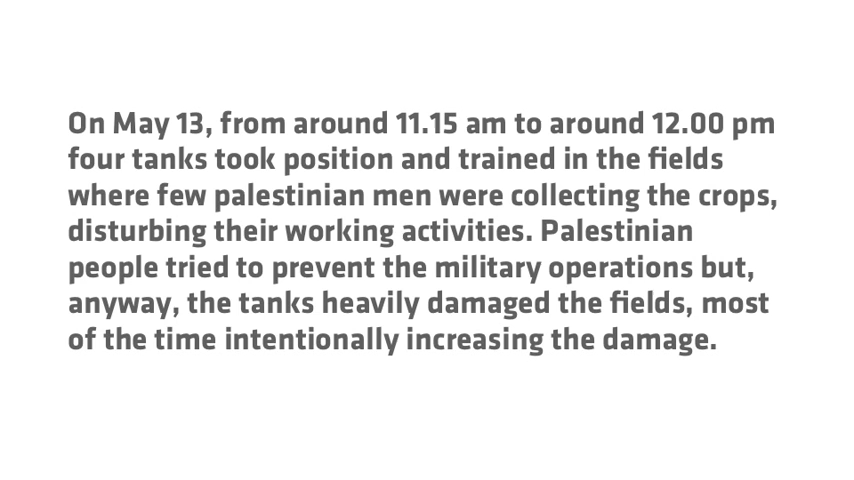 On May 13, from around 11.15 am to around 12.00 pm
four tanks took position and trained in the fields
where few palestinian men were collecting the crops,
disturbing their working activities. Palestinian
people tried to prevent the military operations but,
anyway, the tanks heavily damaged the fields, most
of the time intentionally increasing the damage.